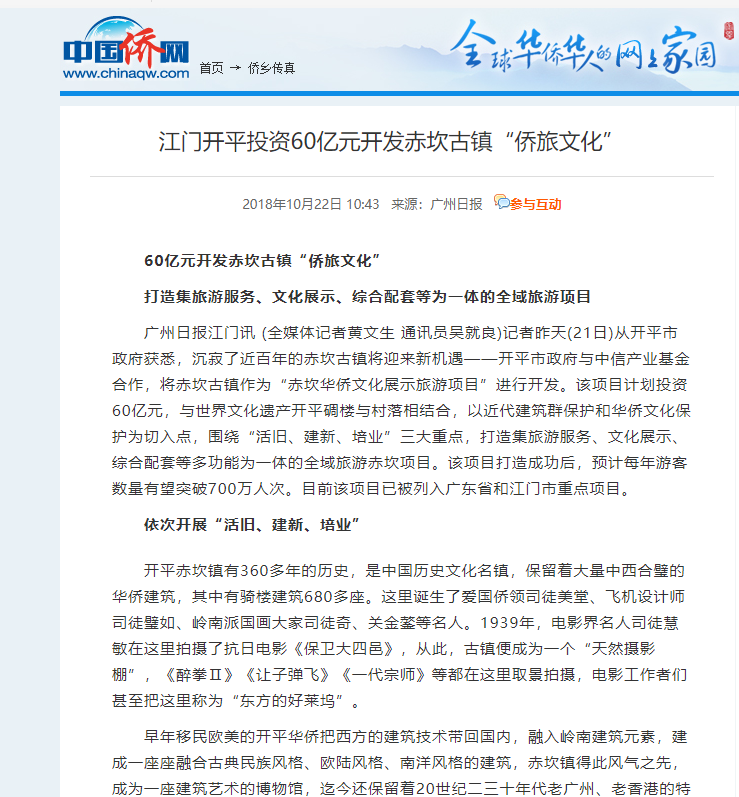 中国侨网
www.chinaqw.com
首页 → 侨乡传真
全球华侨华人的网上家园
江门开平投资60亿元开发赤坎古镇“侨旅文化”
2018年10月22日 10:43 来源：广州日报 参与互动
60亿元开发赤坎古镇“侨旅文化”
打造集旅游服务、文化展示、综合配套等为一体的全域旅游项目
广州日报江门讯 (全媒体记者黄文生 通讯员吴就良)记者昨天(21日)从开平市
政府获悉，沉寂了近百年的赤坎古镇将迎来新机遇——开平市政府与中信产业基金
合作，将赤坎古镇作为“赤坎华侨文化展示旅游项目”进行开发。该项目计划投资
60亿元，与世界文化遗产开平碉楼与村落相结合，以近代建筑群保护和华侨文化保
护为切入点，围绕“活旧、建新、培业”三大重点，打造集旅游服务、文化展示、
综合配套等多功能为一体的全域旅游赤坎项目。该项目打造成功后，预计每年游客
数量有望突破700万人次。目前该项目已被列入广东省和江门市重点项目。
依次开展“活旧、建新、培业”
开平赤坎镇有360多年的历史，是中国历史文化名镇，保留着大量中西合璧的
华侨建筑，其中有骑楼建筑680多座。这里诞生了爱国侨领司徒美堂、飞机设计师
司徒璧如、岭南派国画大家司徒奇、关金鳌等名人。1939年，电影界名人司徒慧
敏在这里拍摄了抗日电影《保卫大四邑》，从此，古镇便成为一个“天然摄影
棚”，《醉拳Ⅱ》《让子弹飞》《一代宗师》等都在这里取景拍摄，电影工作者们
甚至把这里称为“东方的好莱坞”。
早年移民欧美的开平华侨把西方的建筑技术带回国内，融入岭南建筑元素，建
成一座座融合古典民族风格、欧陆风格、南洋风格的建筑，赤坎镇得此风气之先，
成为一座建筑艺术的博物馆，迄今还保留着20世纪二三十年代老广州、老香港的特